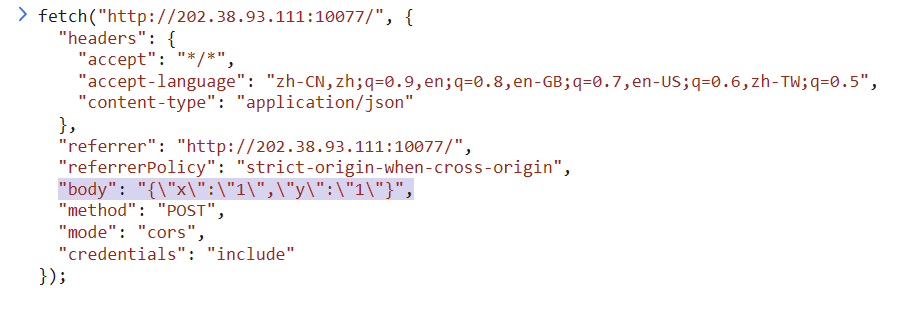 fetch("http://202.38.93.111:10077/", {
"headers": {
"accept": "*/*",
"accept-language": "zh-CN,zh;q=0.9,en;q=0.8,en-GB;q=0.7,en-US;q=0.6,zh-TW;q=0.5",
"content-type": "application/json"
},
"referrer": "http://202.38.93.111:10077/",
"referrerPolicy": "strict-origin-when-cross-origin",
"body": "{\"x\":\"1\",\"y\":\"1\"}",
"method": "POST",
"mode": "cors",
"credentials": "include"
});